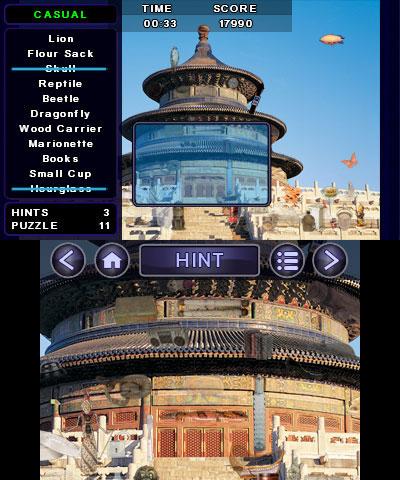 CASUAL
Lion
Flour Sack
Skull
Reptile
Beetle
Dragonfly
Wood Carrier
Marionette
Books
Small Cup
Hourglass
HINTS 3
PUZZLE 11
TIME SCORE
00:33 17990
HINT